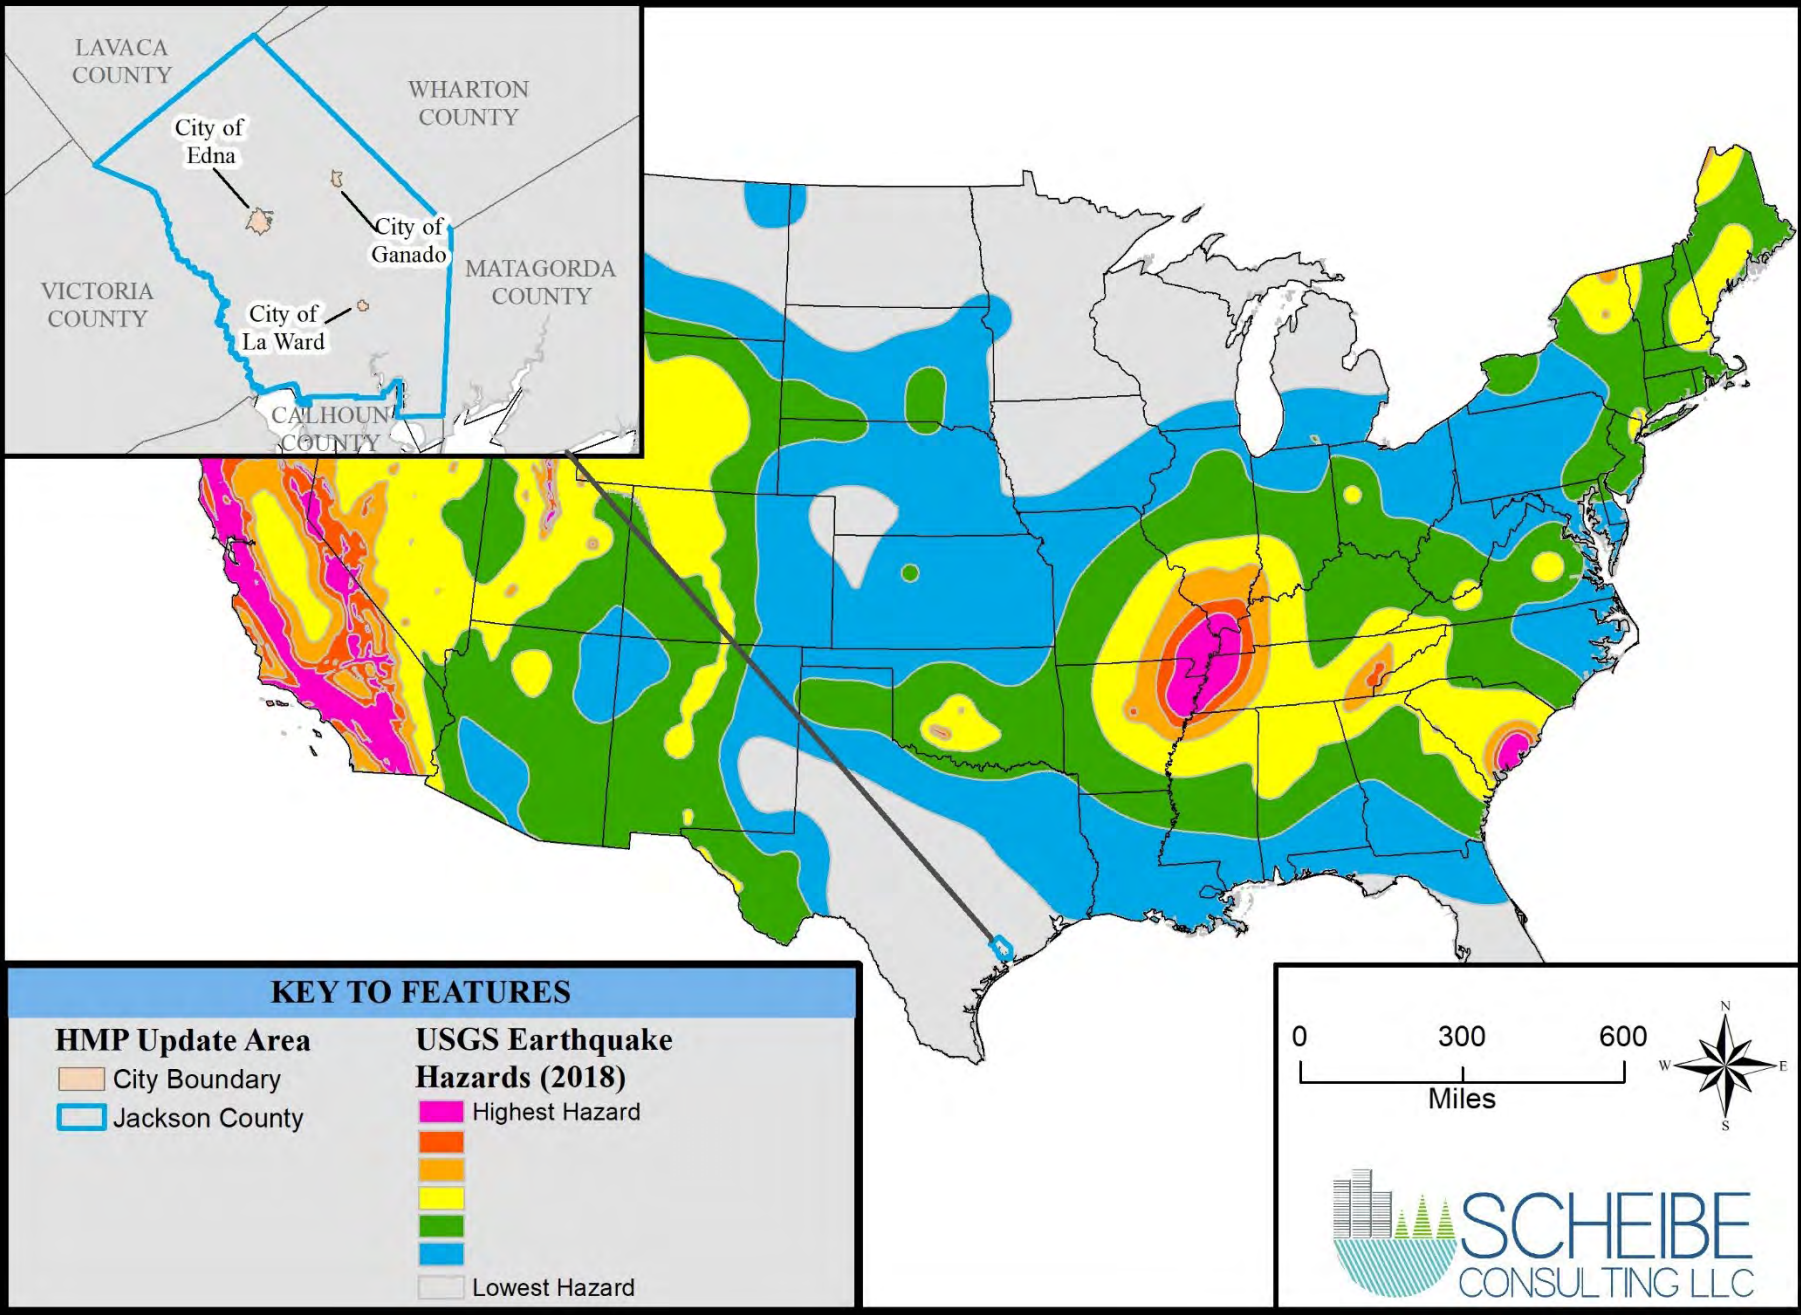 LAVACA
COUNTY
WHARTON
COUNTY
City of
Edna
City of
Ganado
MATAGORDA
COUNTY
VICTORIA
COUNTY
City of
La Ward
CALHOUN
COUNTY
KEY TO FEATURES
HMP Update Area
City Boundary
Jackson County
USGS Earthquake
Hazards (2018)
Highest Hazard
Lowest Hazard
0 300 600
Miles
N
W E
S
SCHEIBE
CONSULTING LLC